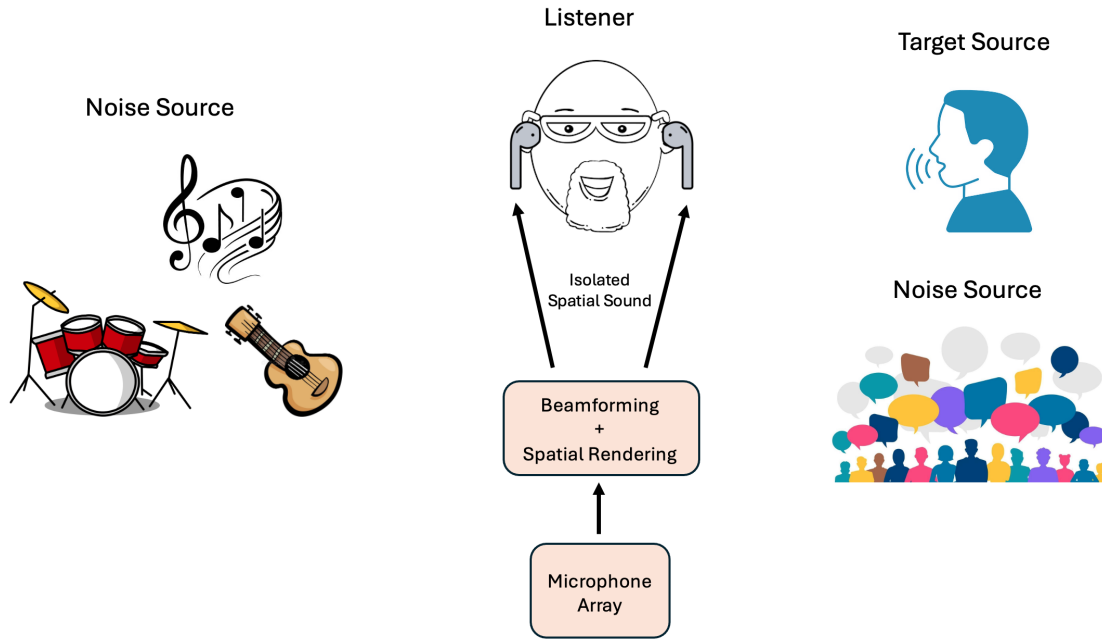 Listener
Target Source
Noise Source
Isolated
Spatial Sound
Noise Source
Beamforming
+
Spatial Rendering
Microphone
Array